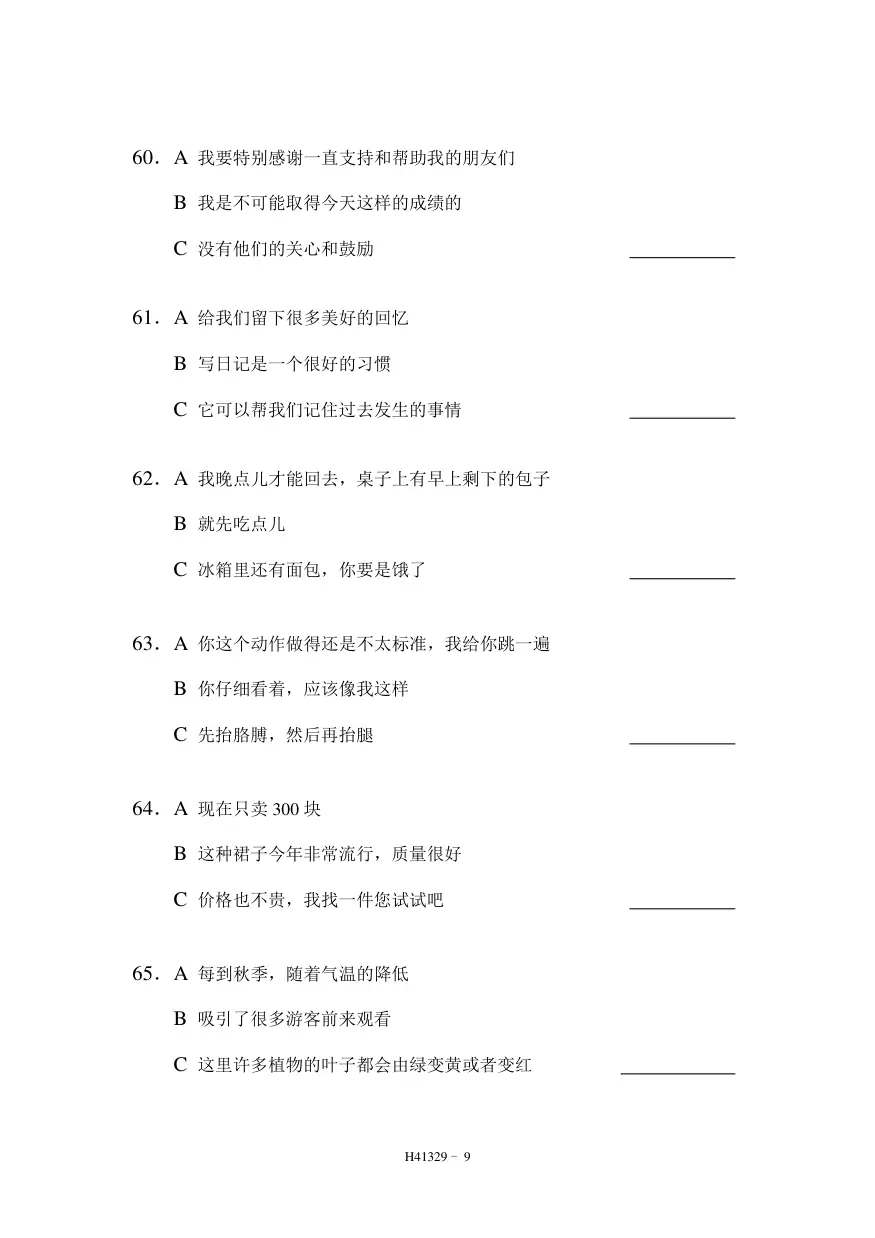 60．A 我要特别感谢一直支持和帮助我的朋友们
B 我是不可能取得今天这样的成绩的
C 没有他们的关心和鼓励
61．A 给我们留下很多美好的回忆
B 写日记是一个很好的习惯
C 它可以帮我们记住过去发生的事情
62．A 我晚点儿才能回去，桌子上有早上剩下的包子
B 就先吃点儿
C 冰箱里还有面包，你要是饿了
63．A 你这个动作做得还是不太标准，我给你跳一遍
B 你仔细看着，应该像我这样
C 先抬胳膊，然后再抬腿
64．A 现在只卖 300 块
B 这种裙子今年非常流行，质量很好
C 价格也不贵，我找一件您试试吧
65．A 每到秋季，随着气温的降低
B 吸引了很多游客前来观看
C 这里许多植物的叶子都会由绿变黄或者变红
H41329﹣ 9